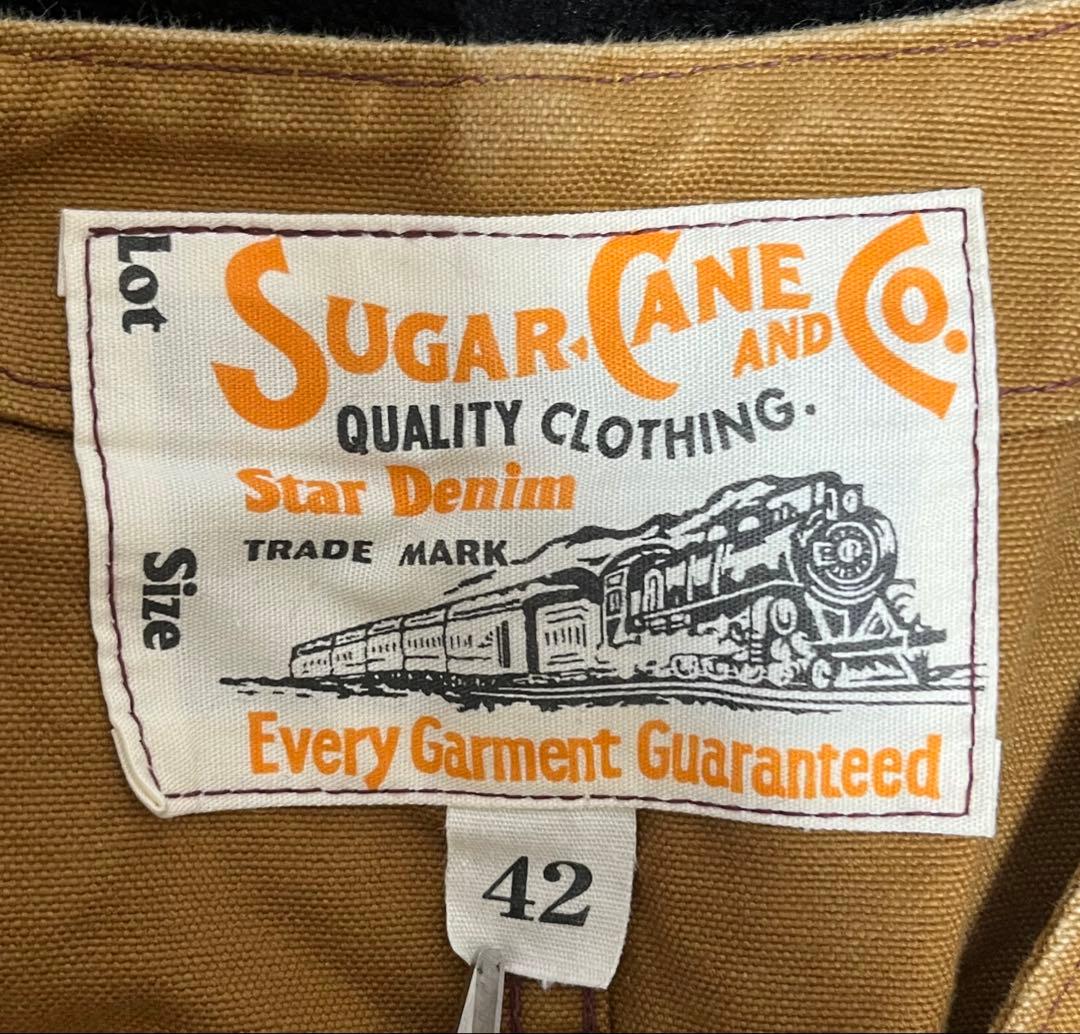 Lot
SUGAR・CANE AND CO.
QUALITY CLOTHING.
Star Denim
TRADE MARK
Size
Every Garment Guaranteed
42